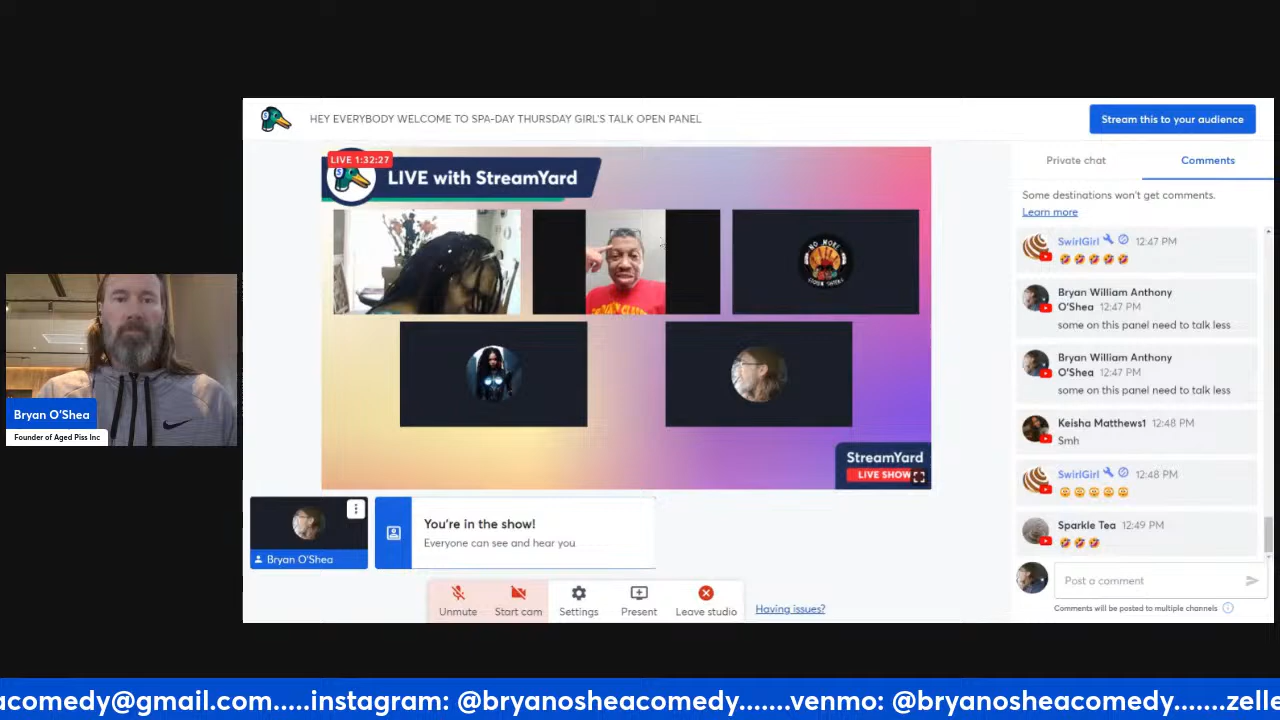 HEY EVERYBODY WELCOME TO SPA-DAY THURSDAY GIRL'S TALK OPEN PANEL
Stream this to your audience
LIVE 1:32:27
LIVE with StreamYard
NO MORE
StreamYard
LIVE SHOW
Private chat
Comments
Some destinations won't get comments.
Learn more
SwirlGirl 12:47 PM
🤣🤣🤣🤣🤣
Bryan William Anthony
O'Shea 12:47 PM
some on this panel need to talk less
Bryan William Anthony
O'Shea 12:47 PM
some on this panel need to talk less
Keisha Matthews1 12:48 PM
Smh
SwirlGirl 12:48 PM
Sparkle Tea 12:49 PM
🤣🤣🤣
Post a comment
Comments will be posted to multiple channels
Bryan O'Shea
Founder of Aged Piss Inc
Bryan O'Shea
You're in the show!
Everyone can see and hear you
Unmute
Start cam
Settings
Present
Leave studio
Having issues?
acomedy@gmail.com.....instagram: @bryanosheacomedy.......venmo: @bryanosheacomedy.......zelle